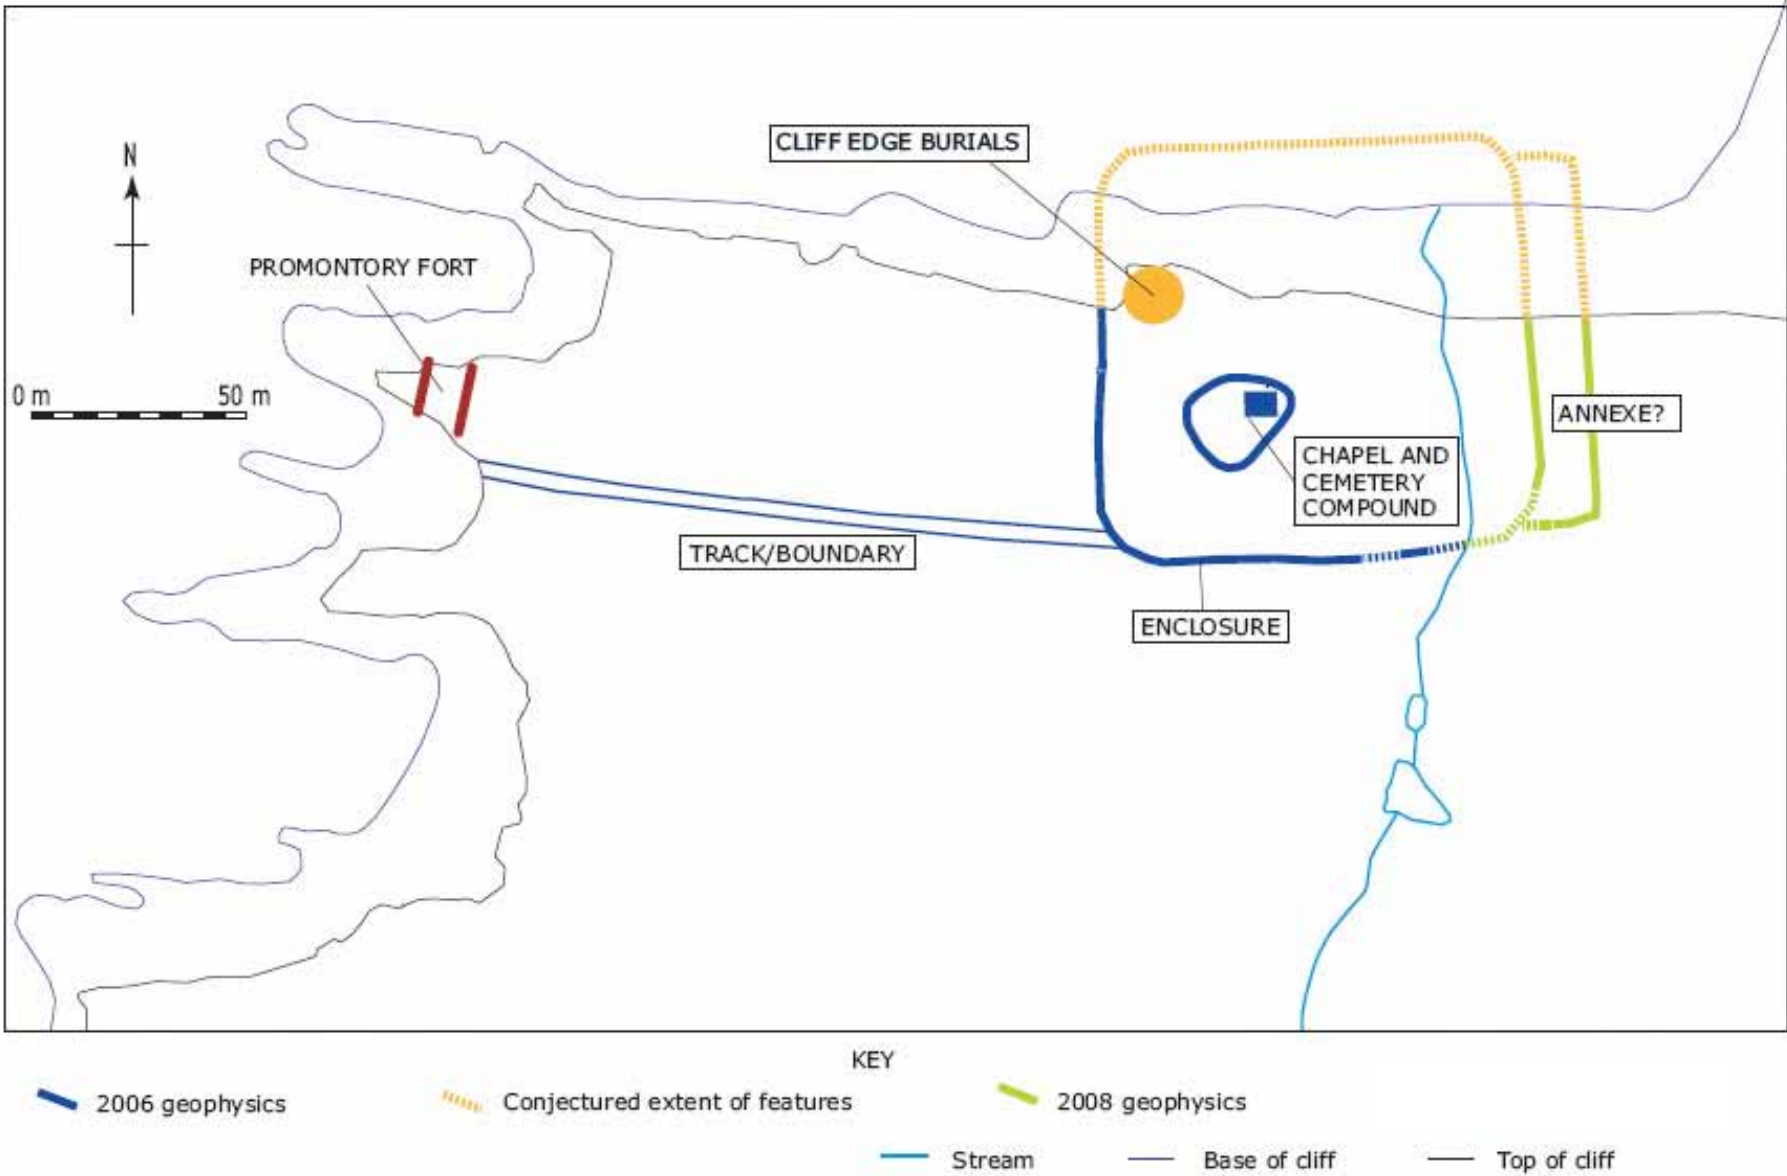 CLIFF EDGE BURIALS
N
PROMONTORY FORT
0 m 50 m
ANNEXE?
CHAPEL AND
CEMETERY
COMPOUND
TRACK/BOUNDARY
ENCLOSURE
KEY
2006 geophysics
Conjectured extent of features
2008 geophysics
Stream
Base of cliff
Top of cliff